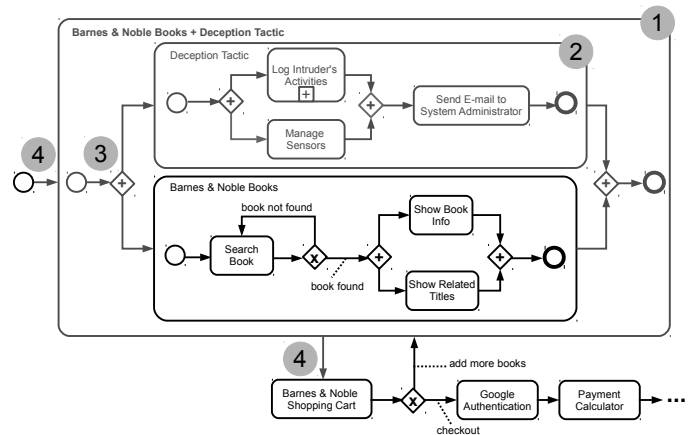 Barnes & Noble Books + Deception Tactic
1
Deception Tactic
2
Log Intruder's
Activities
+
+
+
Send E-mail to
System Administrator
Manage
Sensors
4
3
+
+
Barnes & Noble Books
book not found
Search
Book
x
book found
+
Show Book
Info
Show Related
Titles
+
4
add more books
Barnes & Noble
Shopping Cart
x
checkout
Google
Authentication
Payment
Calculator
...